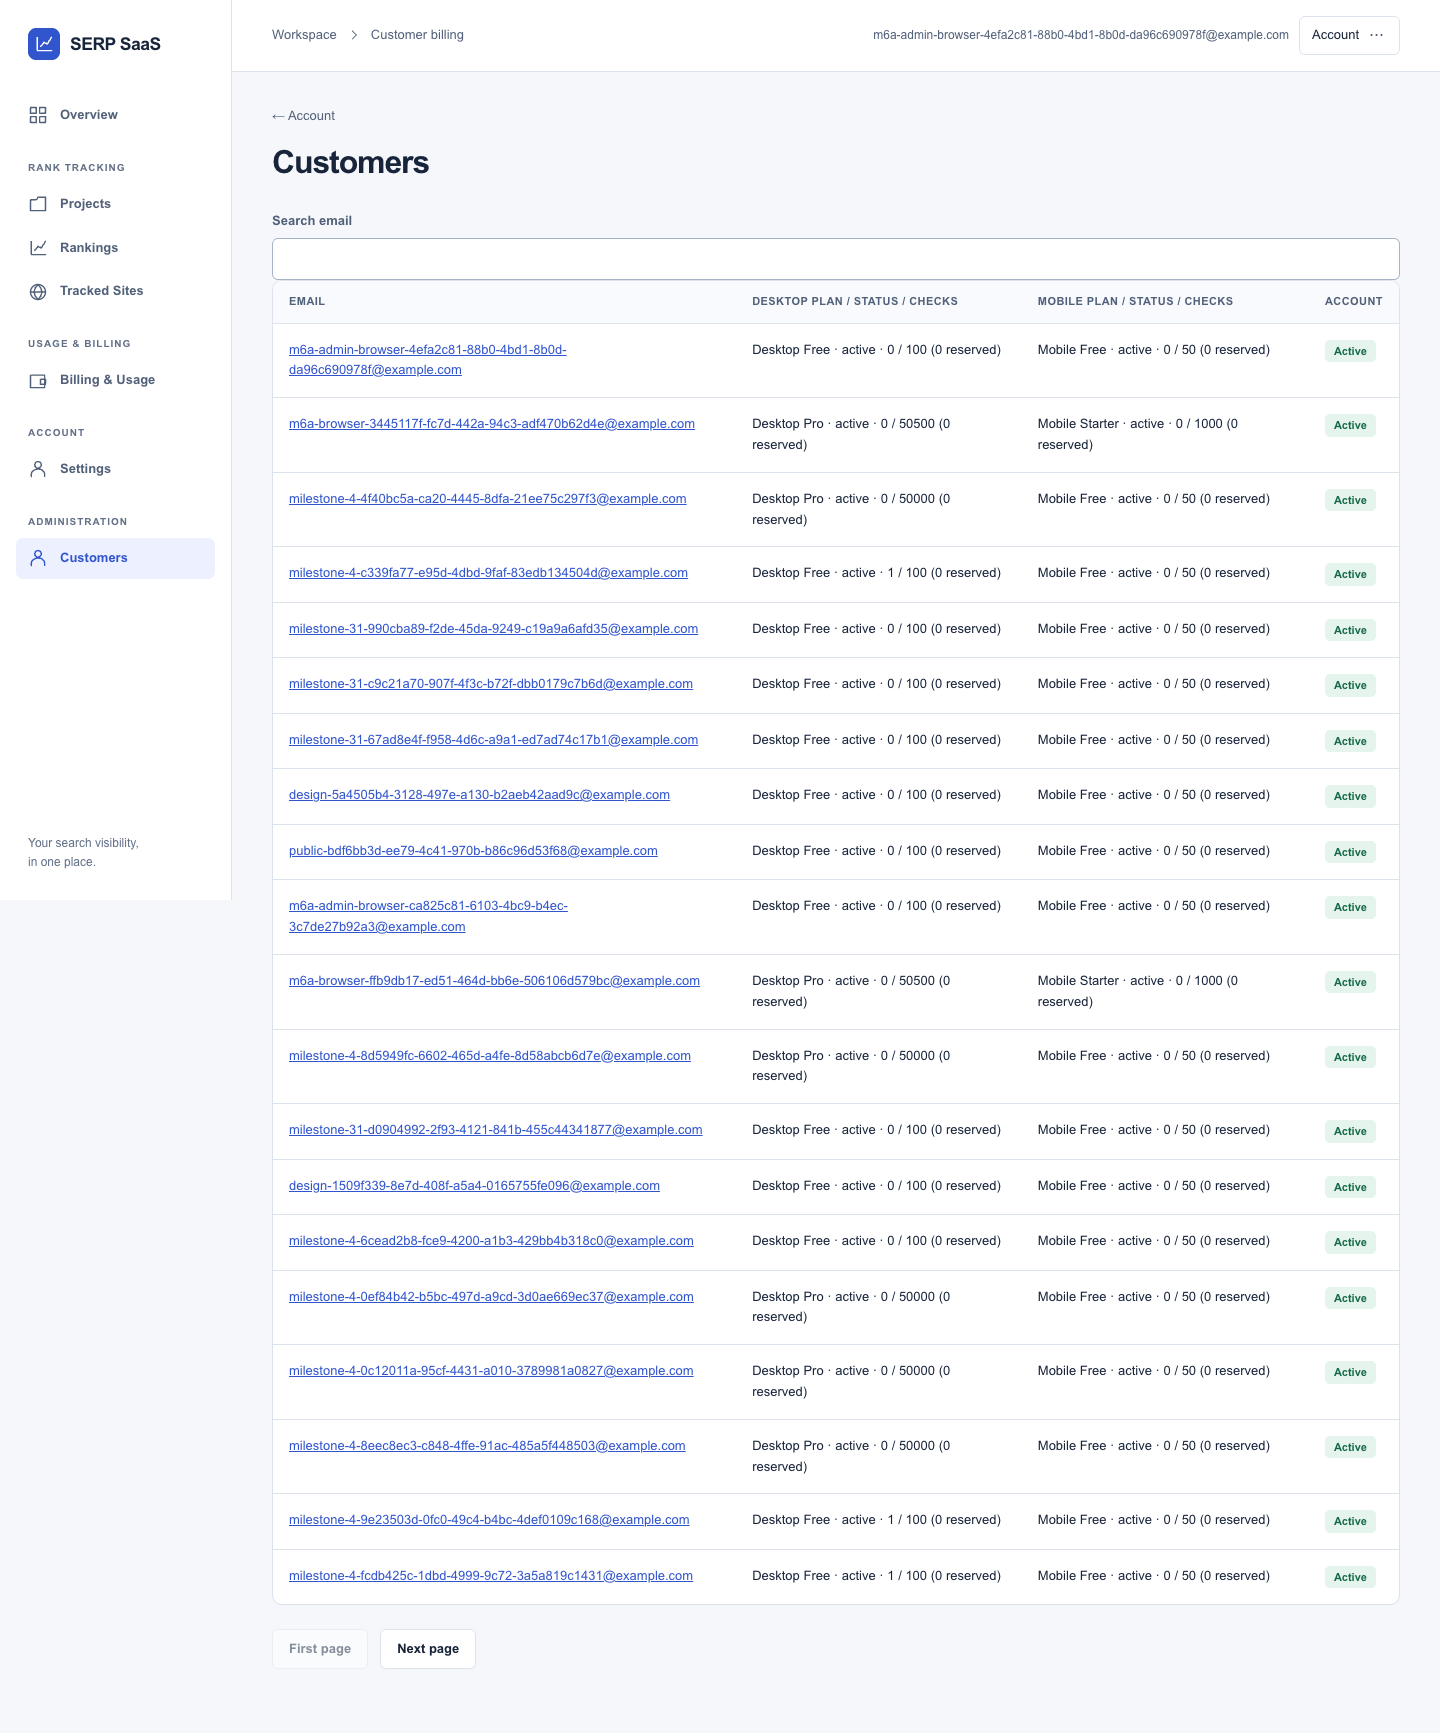 SERP SaaS
Overview
RANK TRACKING
Projects
Rankings
Tracked Sites
USAGE & BILLING
Billing & Usage
ACCOUNT
Settings
ADMINISTRATION
Customers
Your search visibility,
in one place.
Workspace > Customer billing
m6a-admin-browser-4efa2c81-88b0-4bd1-8b0d-da96c690978f@example.com
Account ···
← Account
Customers
Search email
EMAIL DESKTOP PLAN / STATUS / CHECKS MOBILE PLAN / STATUS / CHECKS ACCOUNT
m6a-admin-browser-4efa2c81-88b0-4bd1-8b0d- Desktop Free · active · 0 / 100 (0 reserved) Mobile Free · active · 0 / 50 (0 reserved) Active
da96c690978f@example.com
m6a-browser-3445117f-fc7d-442a-94c3-adf470b62d4e@example.com Desktop Pro · active · 0 / 50500 (0 Mobile Starter · active · 0 / 1000 (0 Active
reserved) reserved)
milestone-4-4f40bc5a-ca20-4445-8dfa-21ee75c297f3@example.com Desktop Pro · active · 0 / 50000 (0 Mobile Free · active · 0 / 50 (0 reserved) Active
reserved)
milestone-4-c339fa77-e95d-4dbd-9faf-83edb134504d@example.com Desktop Free · active · 1 / 100 (0 reserved) Mobile Free · active · 0 / 50 (0 reserved) Active
milestone-31-990cba89-f2de-45da-9249-c19a9a6afd35@example.com Desktop Free · active · 0 / 100 (0 reserved) Mobile Free · active · 0 / 50 (0 reserved) Active
milestone-31-c9c21a70-907f-4f3c-b72f-dbb0179c7b6d@example.com Desktop Free · active · 0 / 100 (0 reserved) Mobile Free · active · 0 / 50 (0 reserved) Active
milestone-31-67ad8e4f-f958-4d6c-a9a1-ed7ad74c17b1@example.com Desktop Free · active · 0 / 100 (0 reserved) Mobile Free · active · 0 / 50 (0 reserved) Active
design-5a4505b4-3128-497e-a130-b2aeb42aad9c@example.com Desktop Free · active · 0 / 100 (0 reserved) Mobile Free · active · 0 / 50 (0 reserved) Active
public-bdf6bb3d-ee79-4c41-970b-b86c96d53f68@example.com Desktop Free · active · 0 / 100 (0 reserved) Mobile Free · active · 0 / 50 (0 reserved) Active
m6a-admin-browser-ca825c81-6103-4bc9-b4ec- Desktop Free · active · 0 / 100 (0 reserved) Mobile Free · active · 0 / 50 (0 reserved) Active
3c7de27b92a3@example.com
m6a-browser-ffb9db17-ed51-464d-bb6e-506106d579bc@example.com Desktop Pro · active · 0 / 50500 (0 Mobile Starter · active · 0 / 1000 (0 Active
reserved) reserved)
milestone-4-8d5949fc-6602-465d-a4fe-8d58abcb6d7e@example.com Desktop Pro · active · 0 / 50000 (0 Mobile Free · active · 0 / 50 (0 reserved) Active
reserved)
milestone-31-d0904992-2f93-4121-841b-455c44341877@example.com Desktop Free · active · 0 / 100 (0 reserved) Mobile Free · active · 0 / 50 (0 reserved) Active
design-1509f339-8e7d-408f-a5a4-0165755fe096@example.com Desktop Free · active · 0 / 100 (0 reserved) Mobile Free · active · 0 / 50 (0 reserved) Active
milestone-4-6cead2b8-fce9-4200-a1b3-429bb4b318c0@example.com Desktop Free · active · 0 / 100 (0 reserved) Mobile Free · active · 0 / 50 (0 reserved) Active
milestone-4-0ef84b42-b5bc-497d-a9cd-3d0ae669ec37@example.com Desktop Pro · active · 0 / 50000 (0 Mobile Free · active · 0 / 50 (0 reserved) Active
reserved)
milestone-4-0c12011a-95cf-4431-a010-3789981a0827@example.com Desktop Pro · active · 0 / 50000 (0 Mobile Free · active · 0 / 50 (0 reserved) Active
reserved)
milestone-4-8eec8ec3-c848-4ffe-91ac-485a5f448503@example.com Desktop Pro · active · 0 / 50000 (0 Mobile Free · active · 0 / 50 (0 reserved) Active
reserved)
milestone-4-9e23503d-0fc0-49c4-b4bc-4def0109c168@example.com Desktop Free · active · 1 / 100 (0 reserved) Mobile Free · active · 0 / 50 (0 reserved) Active
milestone-4-fcdb425c-1dbd-4999-9c72-3a5a819c1431@example.com Desktop Free · active · 1 / 100 (0 reserved) Mobile Free · active · 0 / 50 (0 reserved) Active
First page Next page